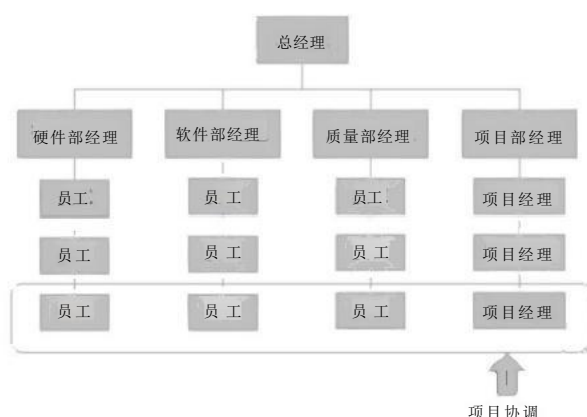 总经理
硬件部经理 软件部经理 质量部经理 项目部经理
员工 员工 员工 项目经理
员工 员工 员工 项目经理
员工 员工 员工 项目经理
项目协调